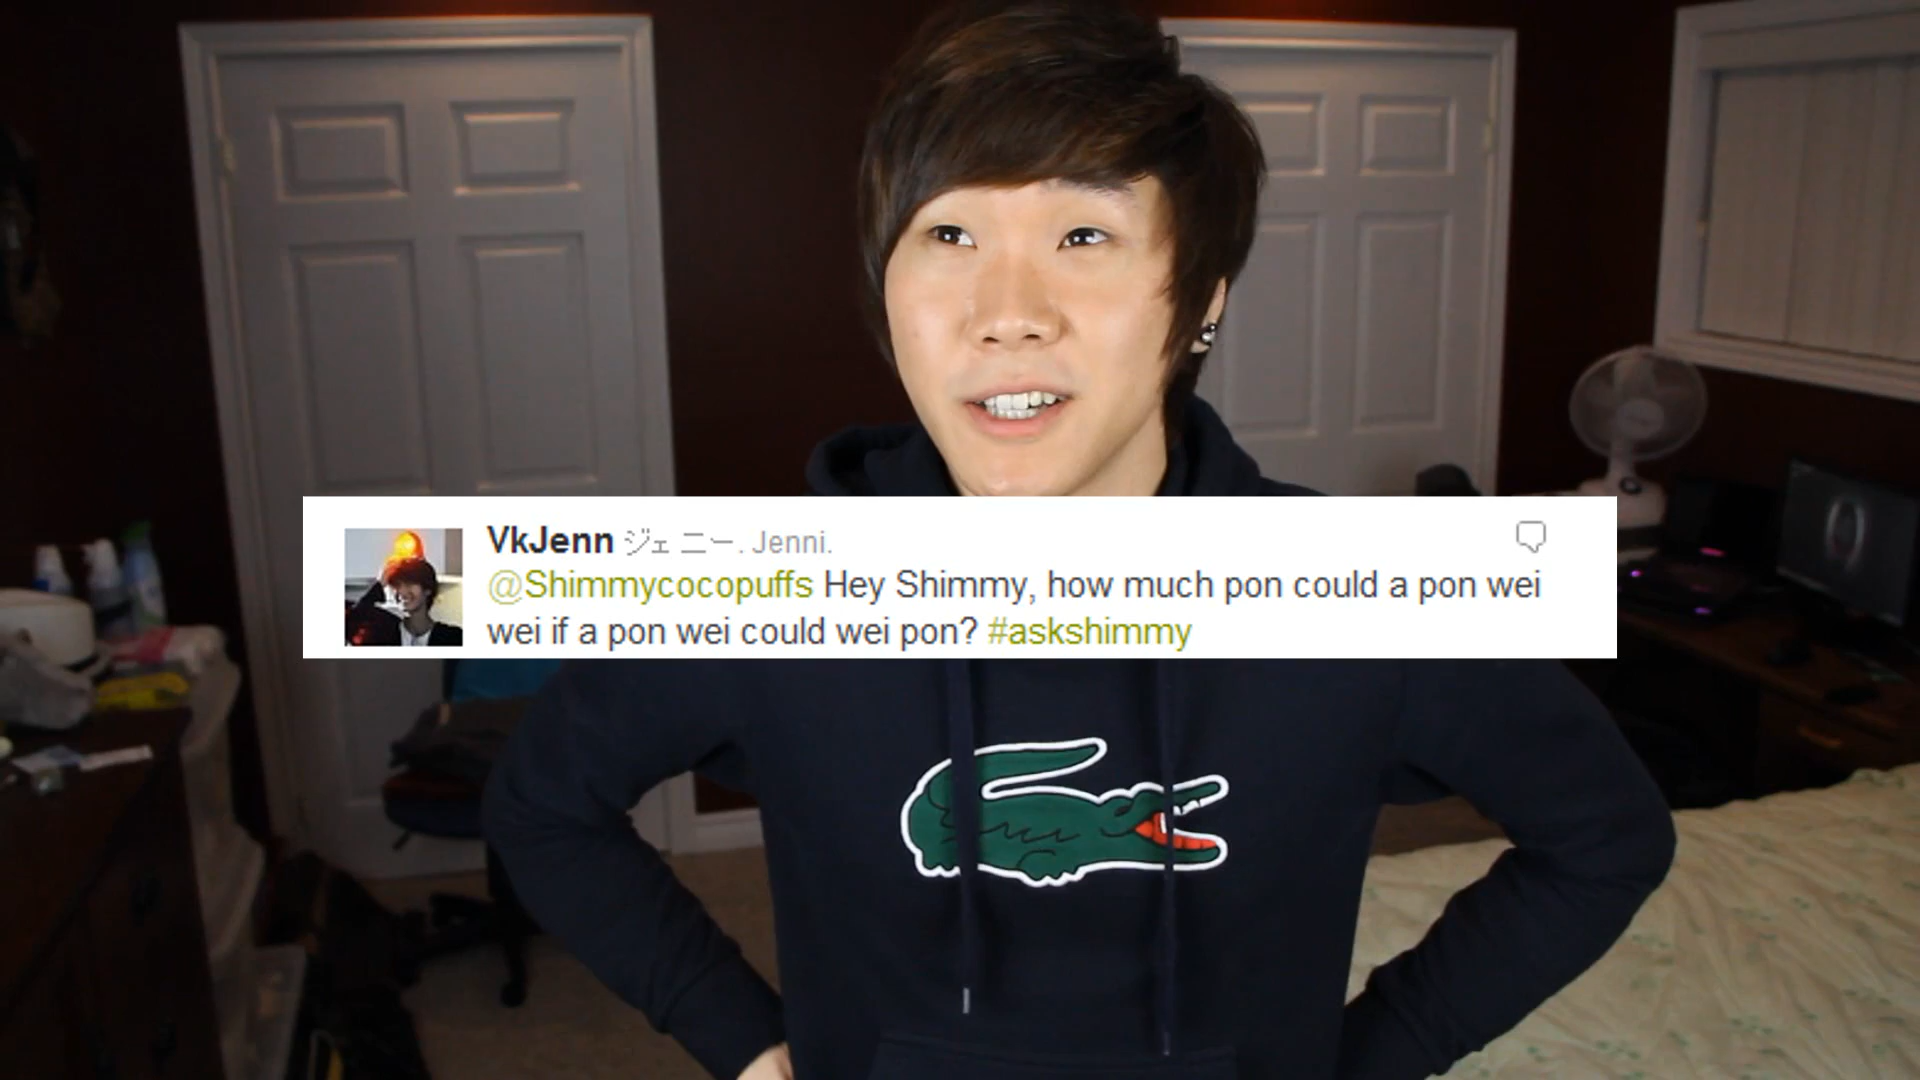 VkJenn ジェニー. Jenni.
@Shimmycocopuffs Hey Shimmy, how much pon could a pon wei
wei if a pon wei could wei pon? #askshimmy